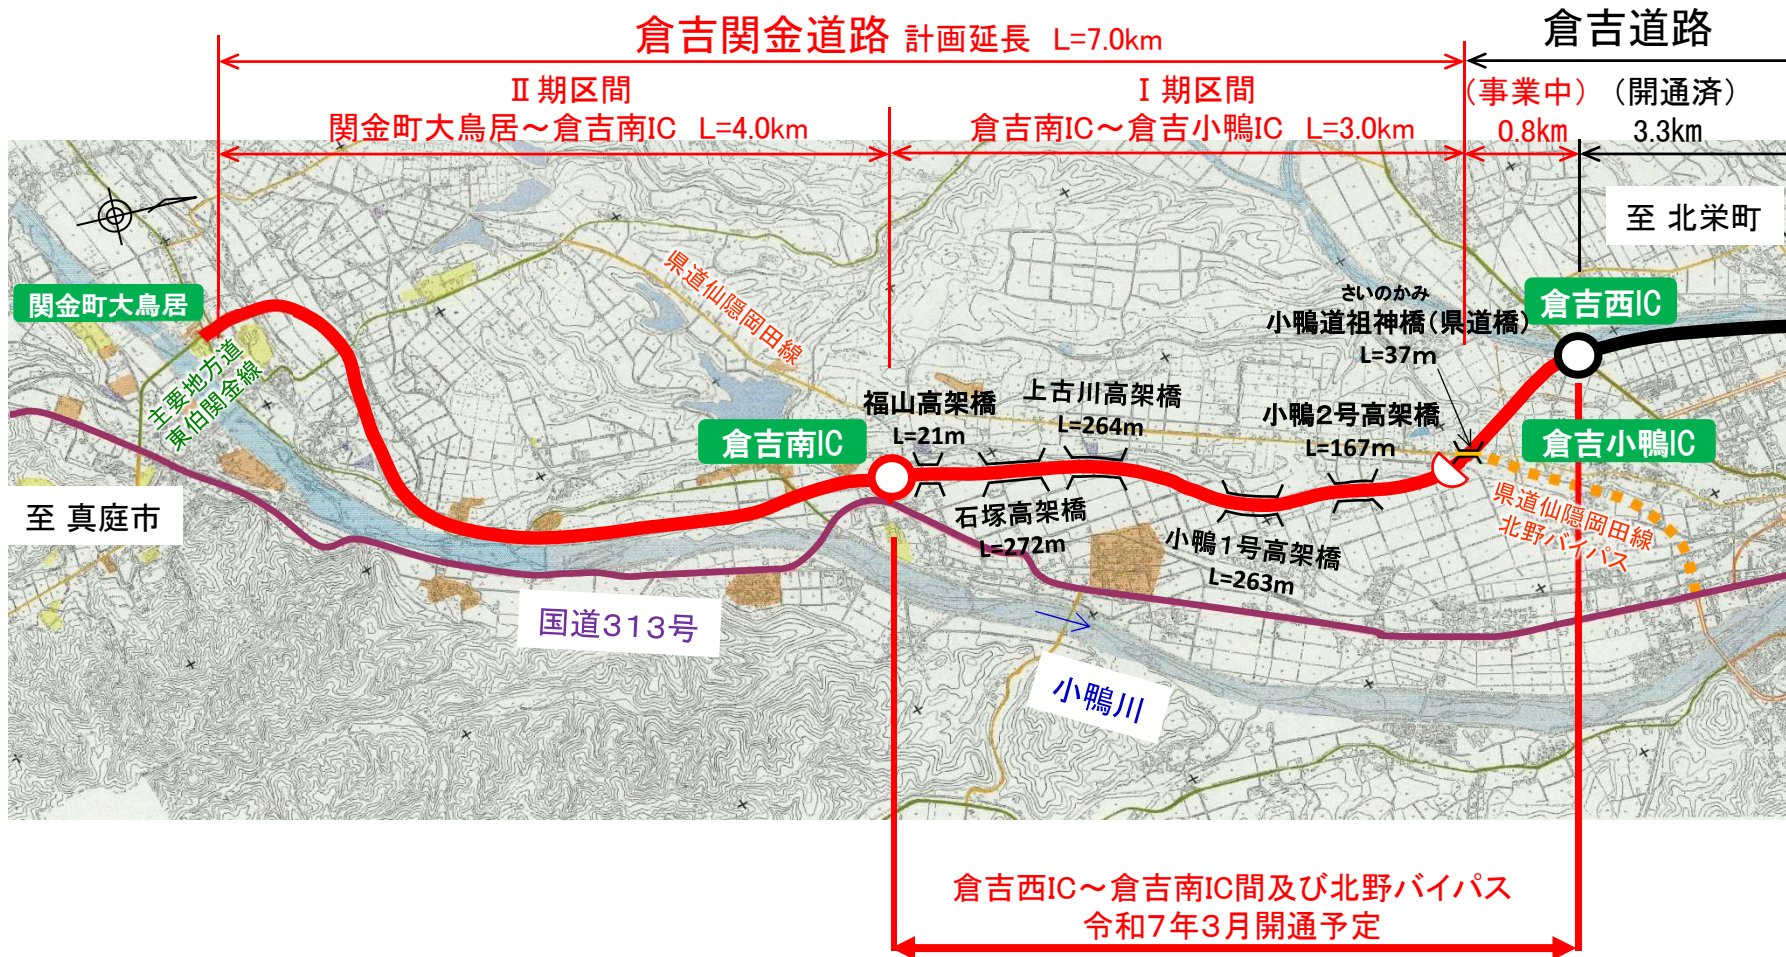 倉吉関金道路 計画延長 L=7.0km
倉吉道路
Ⅱ期区間
関金町大鳥居～倉吉南IC L=4.0km
Ⅰ期区間
倉吉南IC～倉吉小鴨IC L=3.0km
(事業中)
0.8km
(開通済)
3.3km
至 北栄町
関金町大鳥居
主要地方道
東伯関金線
県道仙隠岡田線
さいのかみ
小鴨道祖神橋(県道橋)
L=37m
倉吉西IC
福山高架橋
L=21m
上古川高架橋
L=264m
小鴨2号高架橋
L=167m
倉吉南IC
倉吉小鴨IC
至 真庭市
石塚高架橋
L=272m
小鴨1号高架橋
L=263m
県道仙隠岡田線
北野バイパス
国道313号
小鴨川
倉吉西IC～倉吉南IC間及び北野バイパス
令和7年3月開通予定